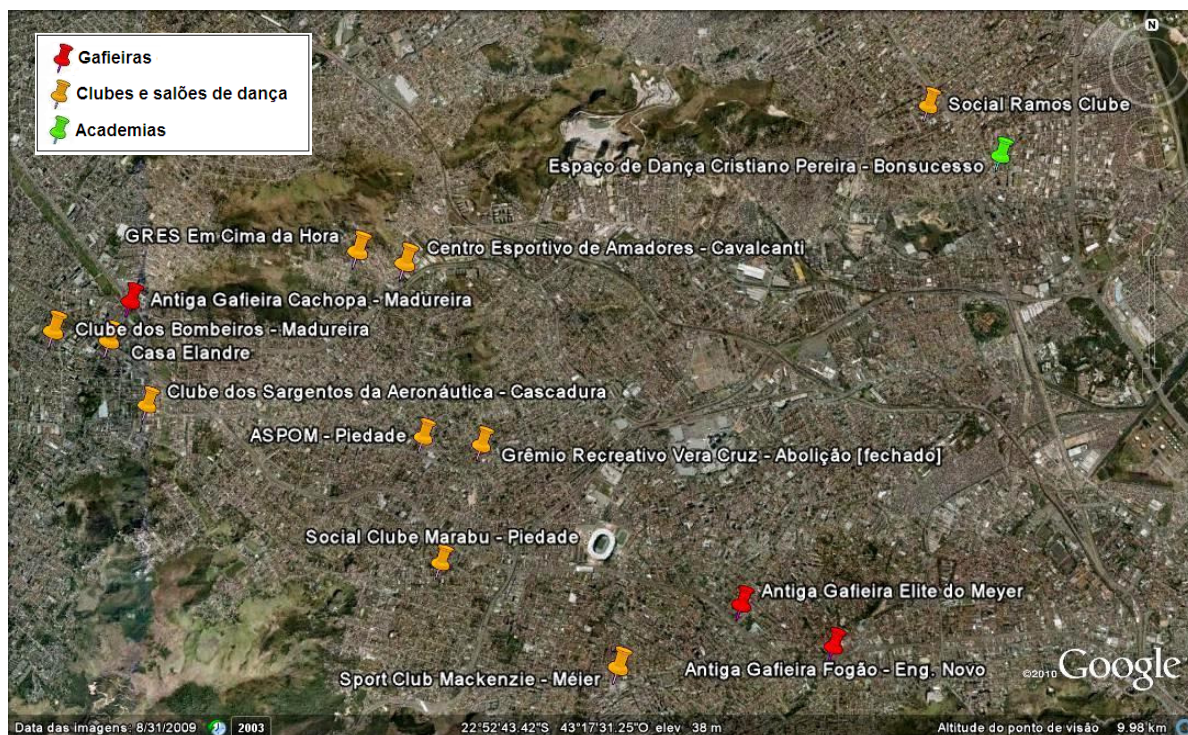 Gafieiras
Clubes e salões de dança
Academias
N
Social Ramos Clube
Espaço de Dança Cristiano Pereira - Bonsucesso
GRES Em Cima da Hora
Centro Esportivo de Amadores - Cavalcanti
Antiga Gafieira Cachopa - Madureira
Clube dos Bombeiros - Madureira
Casa Elandre
Clube dos Sargentos da Aeronáutica - Cascadura
ASPOM - Piedade
Grêmio Recreativo Vera Cruz - Abolição [fechado]
Social Clube Marabu - Piedade
Antiga Gafieira Elite do Meyer
Antiga Gafieira Fogão - Eng. Novo
Sport Club Mackenzie - Méier
©2010 Google
Data das imagens: 8/31/2009 2003 22°52'43.42"S 43°17'31.25"O elev 38 m Altitude do ponto de visão 9.98 km